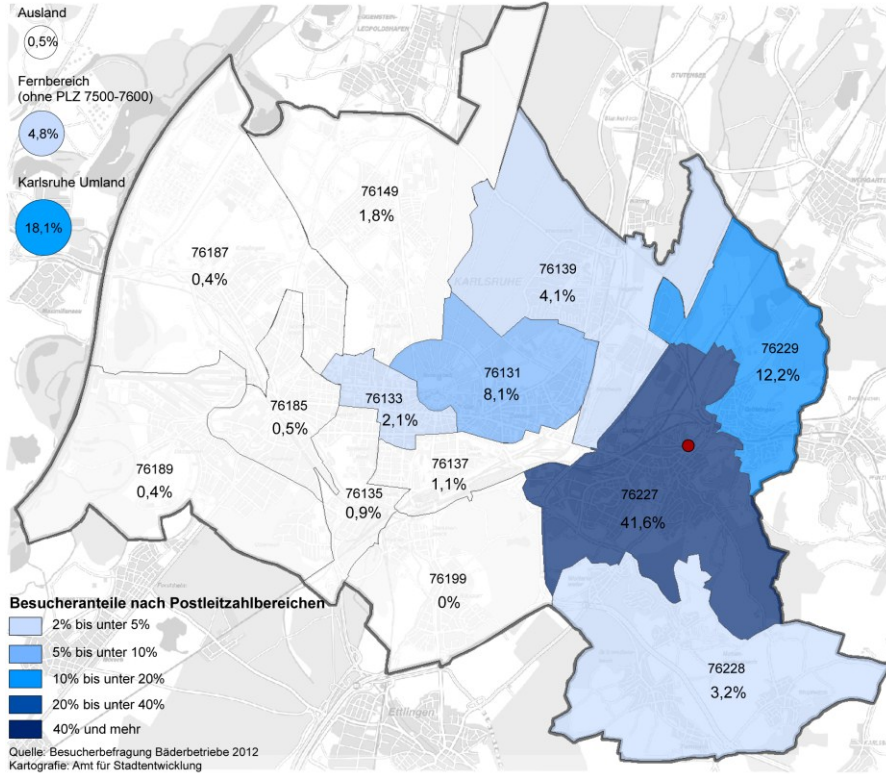 Ausland
0,5%
Fernbereich
(ohne PLZ 7500-7600)
4,8%
Karlsruhe Umland
18,1%
76149
1,8%
76187
0,4%
KARLSRUHE
76139
4,1%
76229
12,2%
76131
8,1%
76133
2,1%
76185
0,5%
76137
1,1%
76189
0,4%
76135
0,9%
76227
41,6%
76199
0%
76228
3,2%
Ettlingen
Besucheranteile nach Postleitzahlbereichen
2% bis unter 5%
5% bis unter 10%
10% bis unter 20%
20% bis unter 40%
40% und mehr
Quelle: Besucherbefragung Bäderbetriebe 2012
Kartografie: Amt für Stadtentwicklung